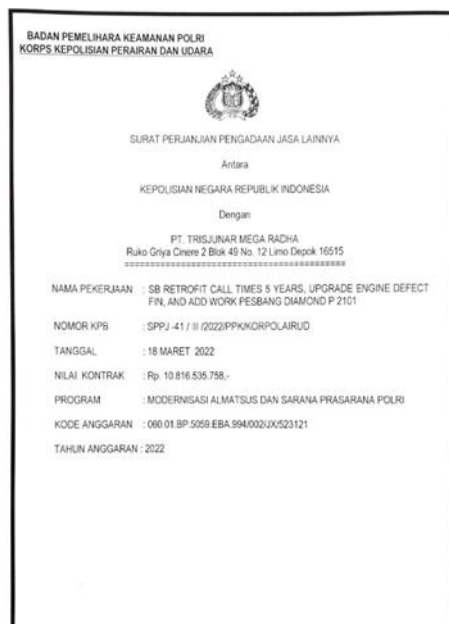 BADAN PEMELIHARA KEAMANAN POLRI
KORPS KEPOLISIAN PERAIRAN DAN UDARA
SURAT PERJANJIAN PENGADAAN JASA LAINNYA
Antara
KEPOLISIAN NEGARA REPUBLIK INDONESIA
Dengan
PT. TRISJUNAR MEGA RADHA
Ruko Griya Cinere 2 Blok 49 No. 12 Limo Depok 16515
NAMA PEKERJAAN : SB RETROFIT CALL TIMES 5 YEARS, UPGRADE ENGINE DEFECT
FIN, AND ADD WORK PESBANG DIAMOND P 2101
NOMOR KPB : SPPJ -41 / III /2022/PPK/KORPOLAIRUD
TANGGAL : 18 MARET 2022
NILAI KONTRAK : Rp. 10.816.535.758,-
PROGRAM : MODERNISASI ALMATSUS DAN SARANA PRASARANA POLRI
KODE ANGGARAN : 060.01.BP.5059.EBA.994/002/JX/523121
TAHUN ANGGARAN : 2022